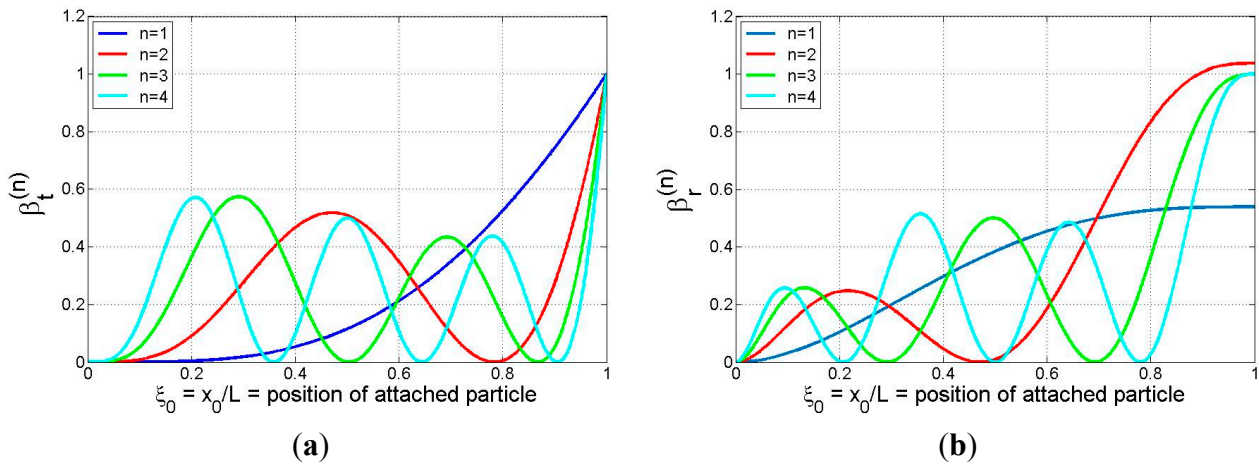 1.2
1
0.8
0.6
0.4
0.2
0
n=1
n=2
n=3
n=4
β_t^(n)
0 0.2 0.4 0.6 0.8 1
ξ_0 = x_0/L = position of attached particle
(a)
1.2
1
0.8
0.6
0.4
0.2
0
n=1
n=2
n=3
n=4
β_r^(n)
0 0.2 0.4 0.6 0.8 1
ξ_0 = x_0/L = position of attached particle
(b)